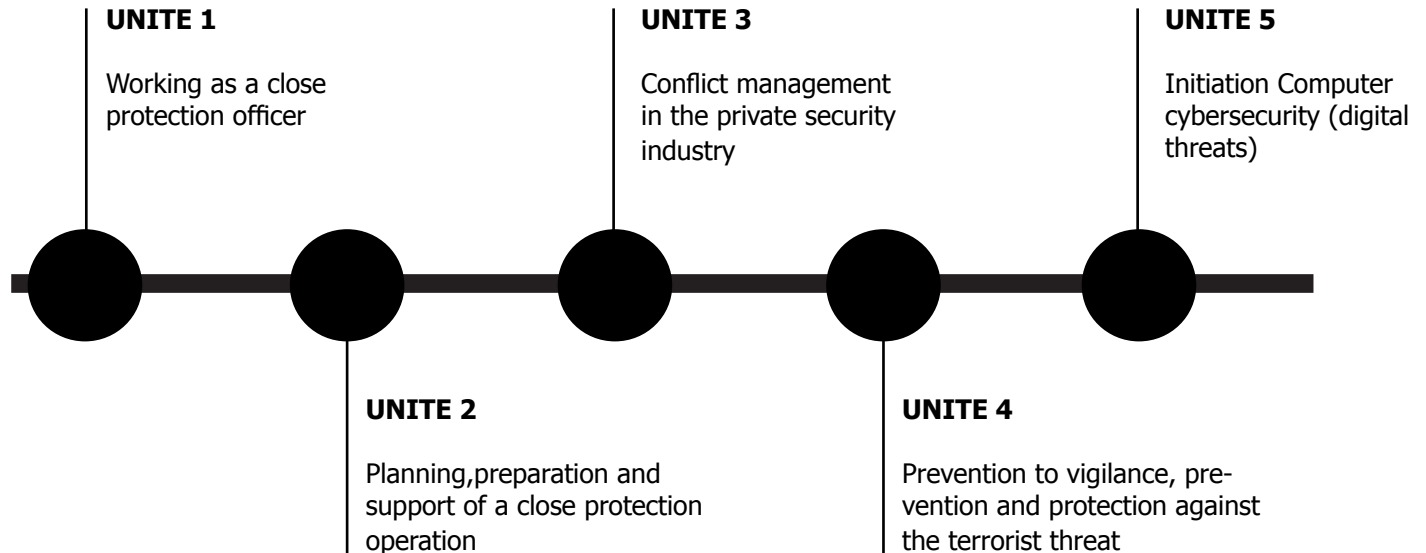 UNITE 1
Working as a close
protection officer
UNITE 3
Conflict management
in the private security
industry
UNITE 5
Initiation Computer
cybersecurity (digital
threats)
UNITE 2
Planning,preparation and
support of a close protection
operation
UNITE 4
Prevention to vigilance, pre-
vention and protection against
the terrorist threat